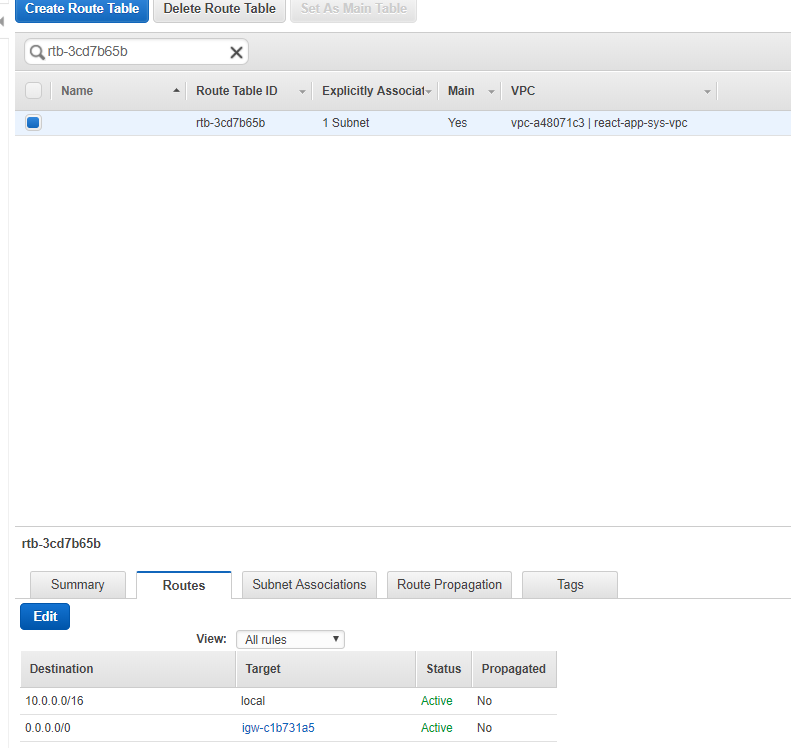 Create Route Table Delete Route Table Set As Main Table
rtb-3cd7b65b
Name Route Table ID Explicitly Associat Main VPC
rtb-3cd7b65b 1 Subnet Yes vpc-a48071c3 | react-app-sys-vpc
rtb-3cd7b65b
Summary Routes Subnet Associations Route Propagation Tags
Edit
View: All rules
Destination Target Status Propagated
10.0.0.0/16 local Active No
0.0.0.0/0 igw-c1b731a5 Active No